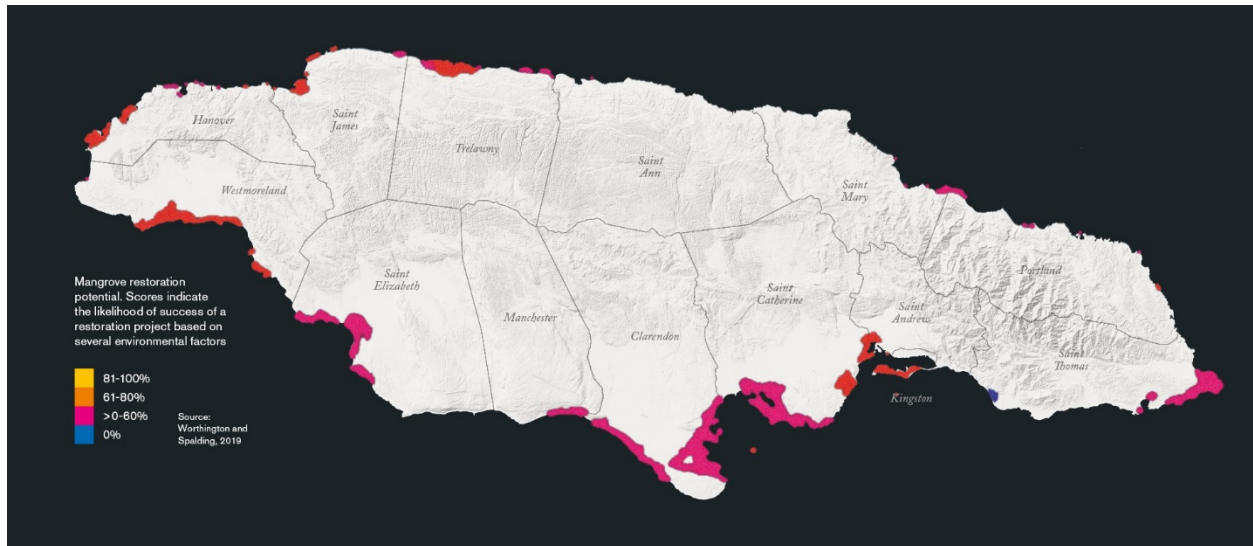 Hanover
Saint
James
Trelawny
Saint
Ann
Saint
Mary
Westmoreland
Portland
Saint
Elizabeth
Manchester
Clarendon
Saint
Catherine
Saint
Andrew
Saint
Thomas
Kingston
Mangrove restoration
potential. Scores indicate
the likelihood of success of a
restoration project based on
several environmental factors
81-100%
61-80%
>0-60%
0%
Source:
Worthington and
Spalding, 2019